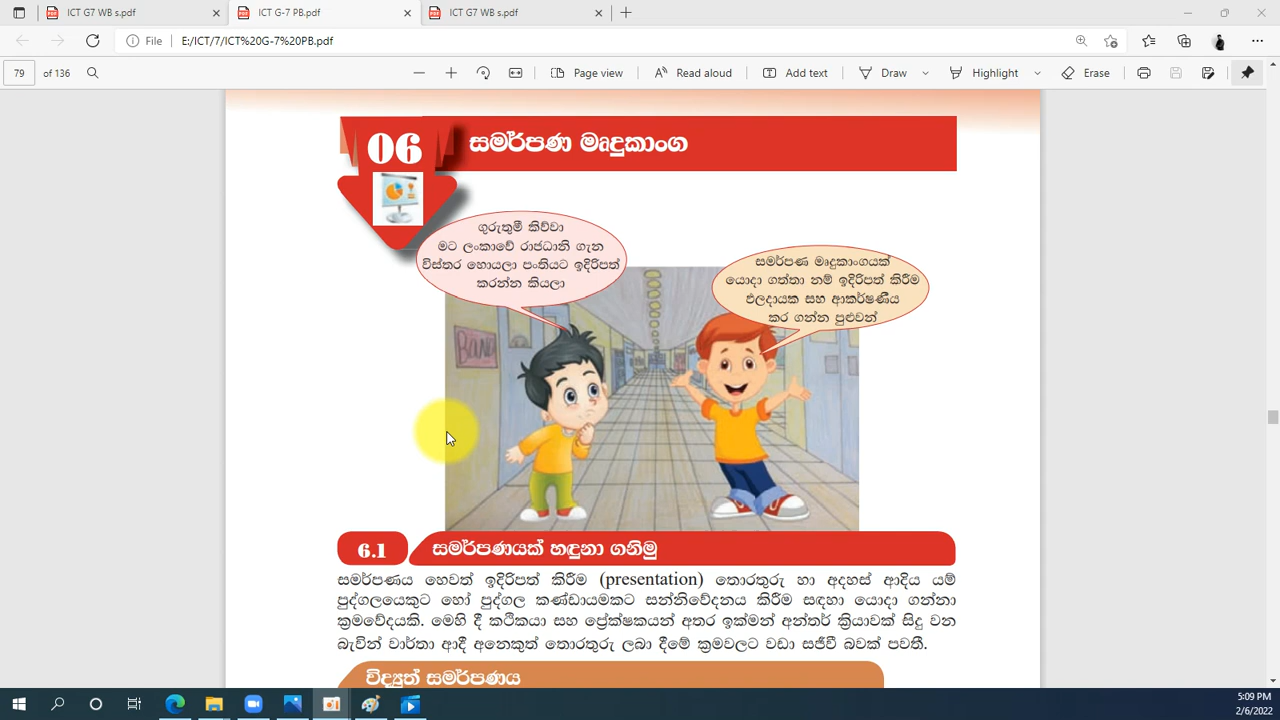 ICT G7 WB s.pdf
ICT G-7 PB.pdf
ICT G7 WB s.pdf
File
E:/ICT/7/ICT%20G-7%20PB.pdf
79
of 136
Page view
Read aloud
Add text
Draw
Highlight
Erase
06
සමර්පණ මෘදුකාංග
ගුරුතුමී කිව්වා
මට ලංකාවේ රාජධානි ගැන
විස්තර හොයලා පංතියට ඉදිරිපත්
කරන්න කියලා
සමර්පණ මෘදුකාංගයක්
යොදා ගත්තා නම් ඉදිරිපත් කිරීම
ඵලදායක සහ ආකර්ෂණීය
කර ගන්න පුළුවන්
BAND
6.1
සමර්පණයක් හඳුනා ගනිමු
සමර්පණය හෙවත් ඉදිරිපත් කිරීම (presentation) තොරතුරු හා අදහස් ආදිය යම්
පුද්ගලයෙකුට හෝ පුද්ගල කණ්ඩායමකට සන්නිවේදනය කිරීම සඳහා යොදා ගන්නා
ක්‍රමවේදයකි. මෙහි දී කථිකයා සහ ප්‍රේක්ෂකයන් අතර ඉක්මන් අන්තර් ක්‍රියාවක් සිදු වන
බැවින් වාර්තා ආදී අනෙකුත් තොරතුරු ලබා දීමේ ක්‍රමවලට වඩා සජීවී බවක් පවතී.
විද්‍යුත් සමර්පණය
5:09 PM
2/6/2022